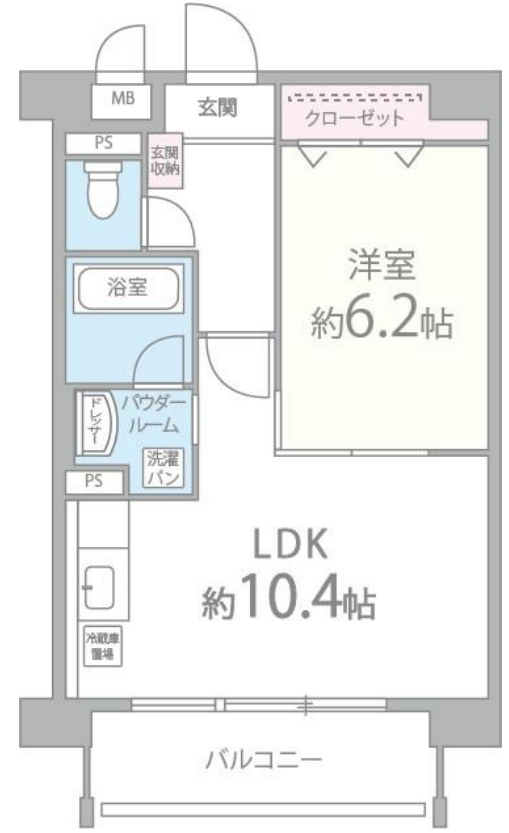 MB
玄関
クローゼット
PS
玄関
収納
洋室
約6.2帖
浴室
パウダー
ルーム
ドレッサー
洗濯
パン
PS
LDK
約10.4帖
冷蔵庫
置場
バルコニー